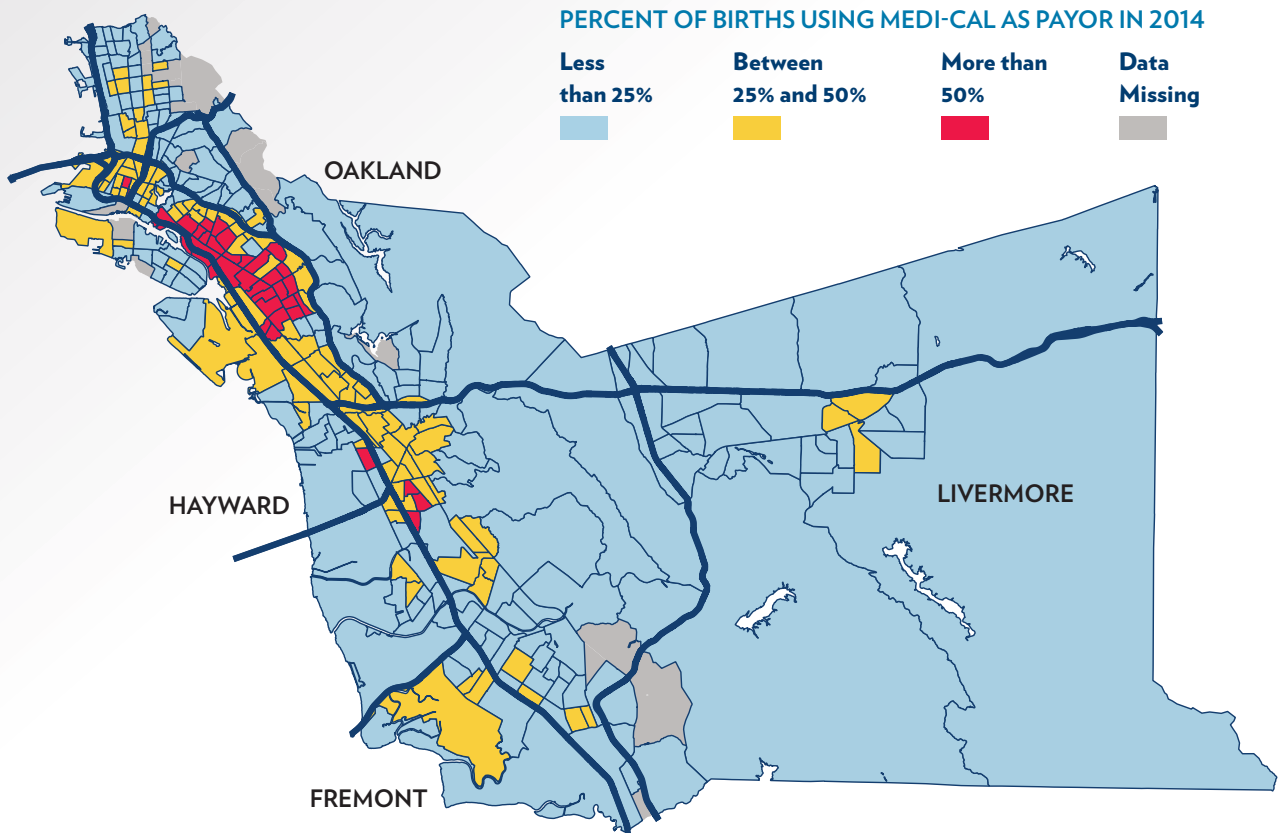 PERCENT OF BIRTHS USING MEDI-CAL AS PAYOR IN 2014
Less than 25%
Between 25% and 50%
More than 50%
Data Missing
OAKLAND
HAYWARD
LIVERMORE
FREMONT